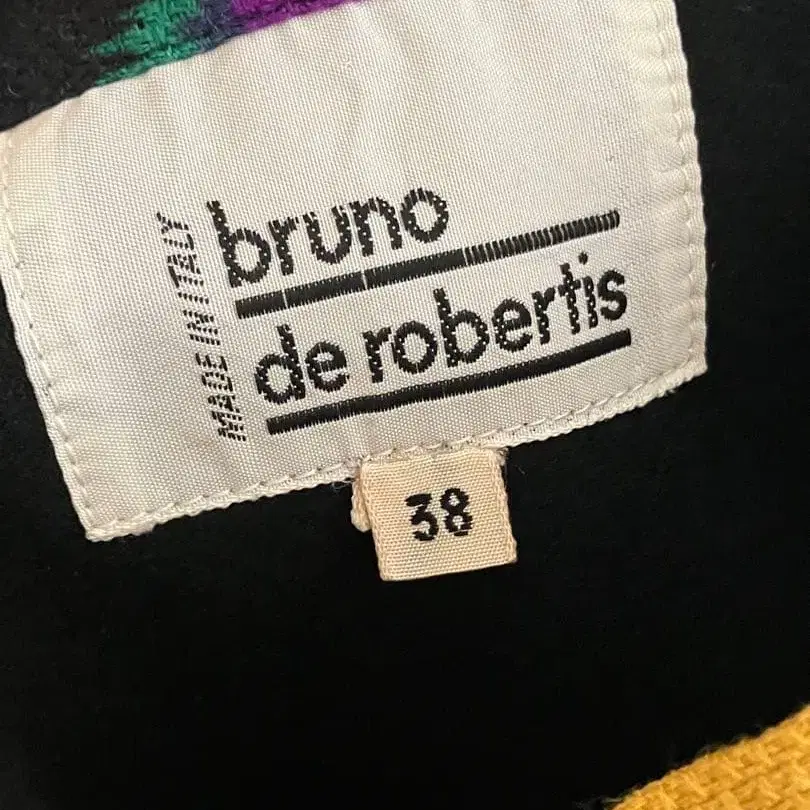 MADE IN ITALY
bruno
de robertis
38